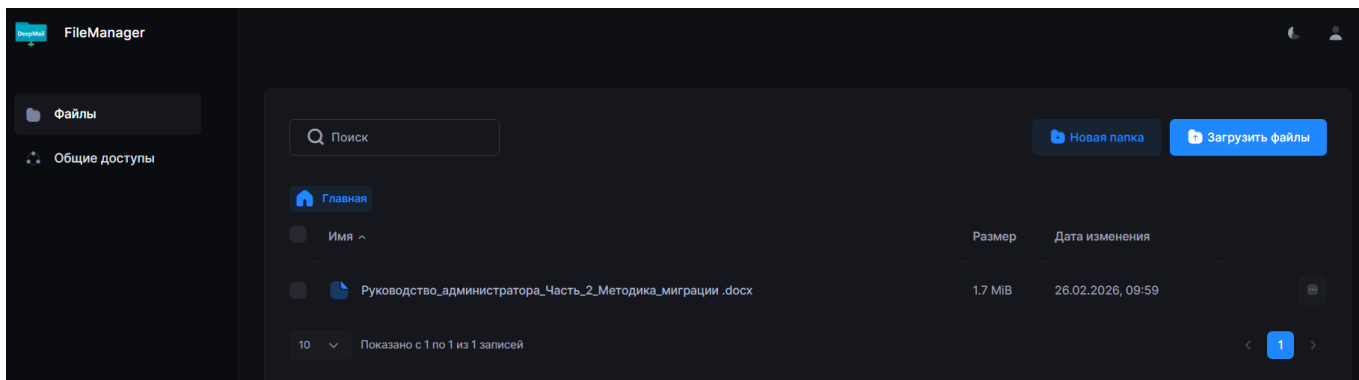 DeepMail
FileManager
Файлы
Общие доступы
Поиск
Новая папка
Загрузить файлы
Главная
Имя Размер Дата изменения
Руководство_администратора_Часть_2_Методика_миграции .docx 1.7 MiB 26.02.2026, 09:59
10 Показано с 1 по 1 из 1 записей 1